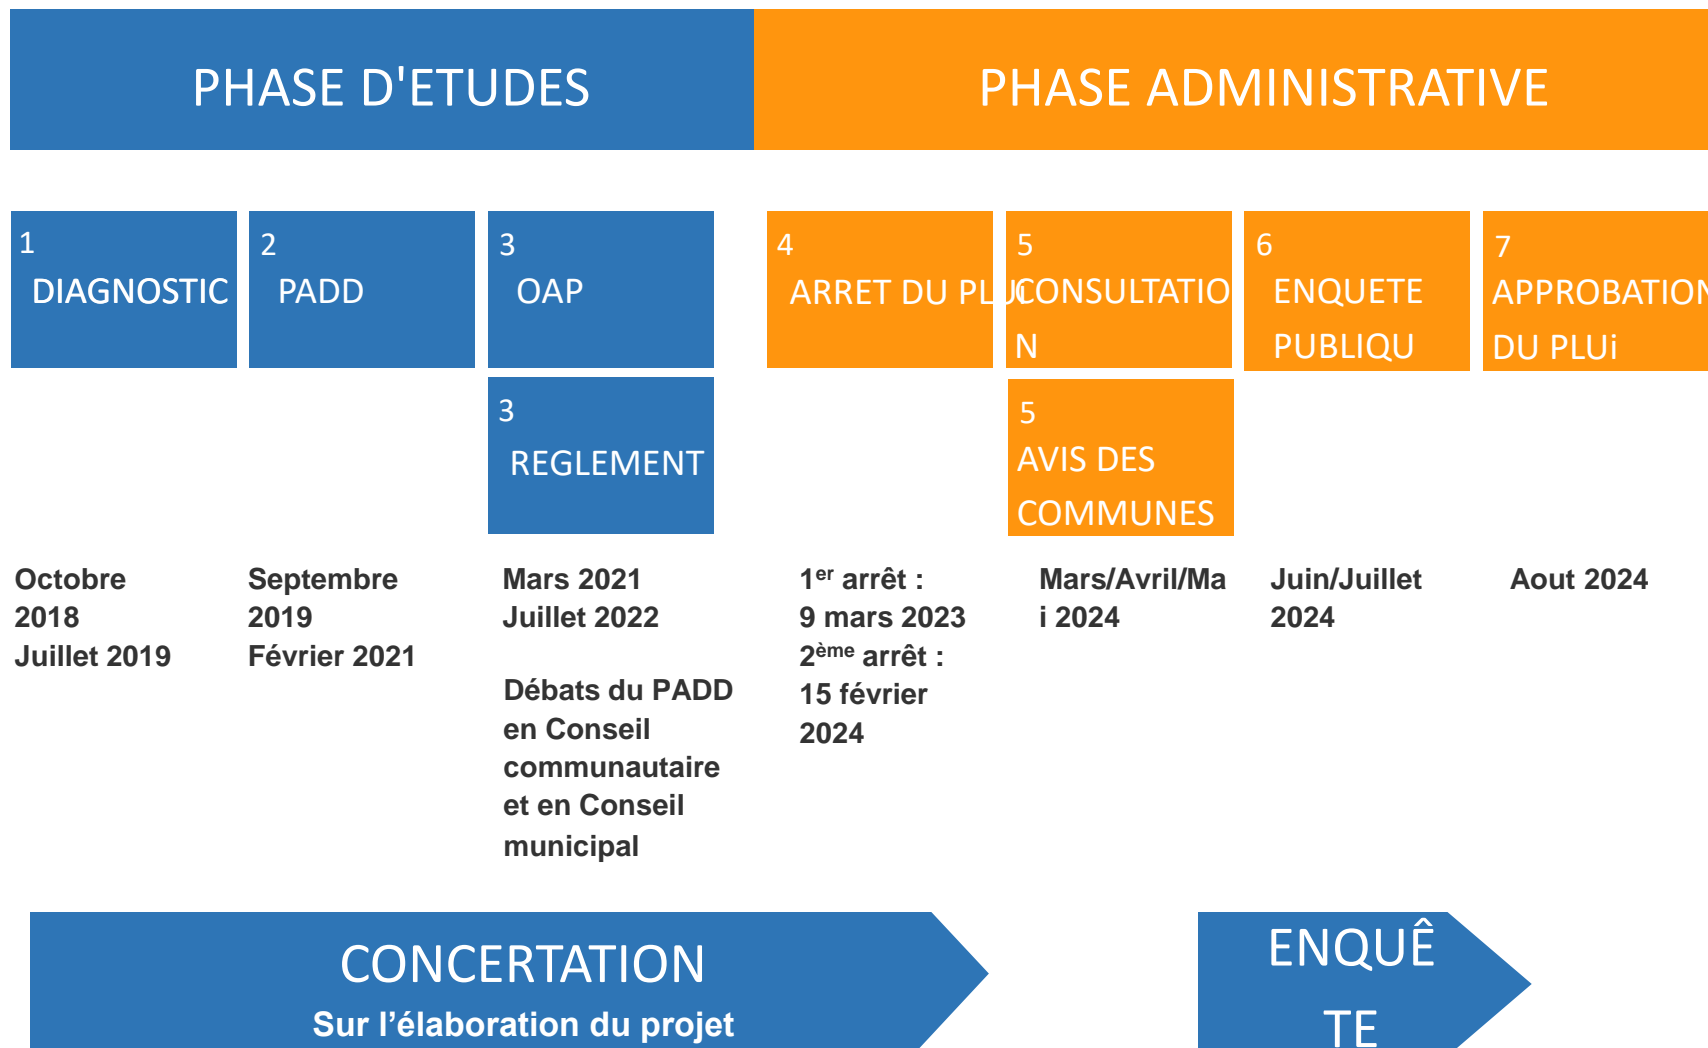 PHASE D'ETUDES
PHASE ADMINISTRATIVE
1
DIAGNOSTIC
2
PADD
3
OAP
3
REGLEMENT
4
ARRET DU PLUi
5
CONSULTATIO
N
5
AVIS DES
COMMUNES
6
ENQUETE
PUBLIQU
7
APPROBATION
DU PLUi
Octobre
2018
Juillet 2019
Septembre
2019
Février 2021
Mars 2021
Juillet 2022
Débats du PADD
en Conseil
communautaire
et en Conseil
municipal
1er arrêt :
9 mars 2023
2ème arrêt :
15 février
2024
Mars/Avril/Ma
i 2024
Juin/Juillet
2024
Aout 2024
CONCERTATION
Sur l’élaboration du projet
ENQUÊ
TE